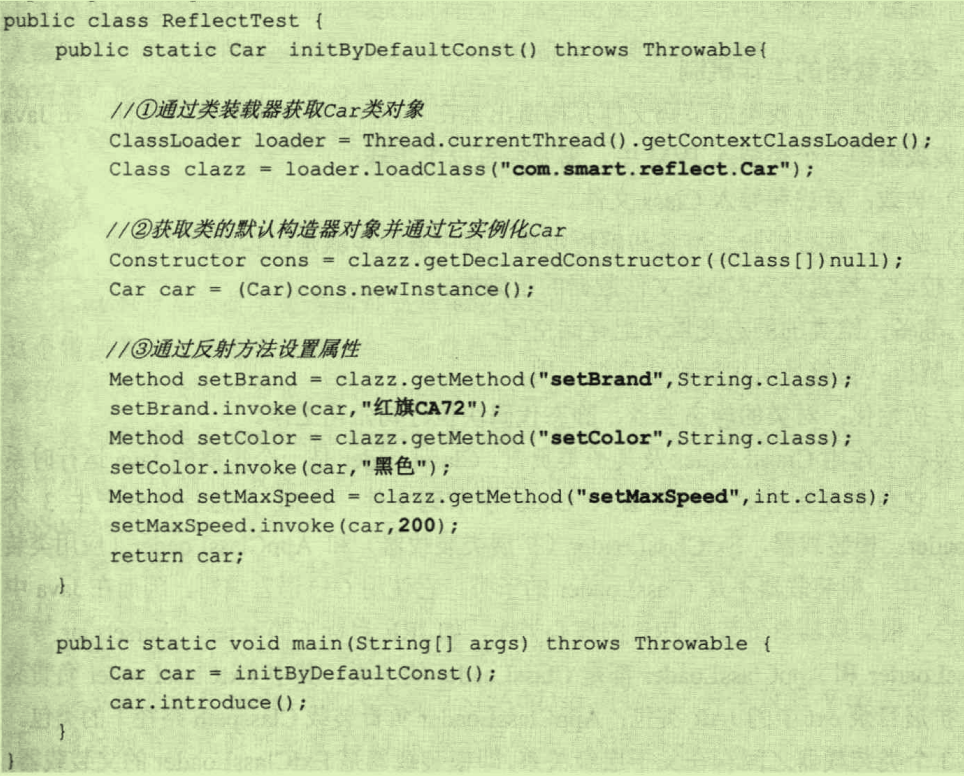 public class ReflectTest {
public static Car initByDefaultConst() throws Throwable{
//①通过类装载器获取Car类对象
ClassLoader loader = Thread.currentThread().getContextClassLoader();
Class clazz = loader.loadClass("com.smart.reflect.Car");
//②获取类的默认构造器对象并通过它实例化Car
Constructor cons = clazz.getDeclaredConstructor((Class[])null);
Car car = (Car)cons.newInstance();
//③通过反射方法设置属性
Method setBrand = clazz.getMethod("setBrand",String.class);
setBrand.invoke(car,"红旗CA72");
Method setColor = clazz.getMethod("setColor",String.class);
setColor.invoke(car,"黑色");
Method setMaxSpeed = clazz.getMethod("setMaxSpeed",int.class);
setMaxSpeed.invoke(car,200);
return car;
}
public static void main(String[] args) throws Throwable {
Car car = initByDefaultConst();
car.introduce();
}
}